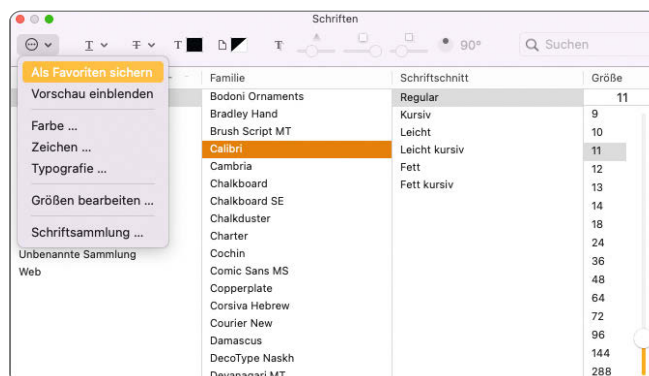 Schriften
T T T T 90° Suchen
Als Favoriten sichern
Vorschau einblenden
Farbe ...
Zeichen ...
Typografie ...
Größen bearbeiten ...
Schriftsammlung ...
Unbenannte Sammlung
Web
Familie
Bodoni Ornaments
Bradley Hand
Brush Script MT
Calibri
Cambria
Chalkboard
Chalkboard SE
Chalkduster
Charter
Cochin
Comic Sans MS
Copperplate
Corsiva Hebrew
Courier New
Damascus
DecoType Naskh
Devanagari MT
Schriftschnitt
Regular
Kursiv
Leicht
Leicht kursiv
Fett
Fett kursiv
Größe
11
9
10
11
12
13
14
18
24
36
48
64
72
96
144
288